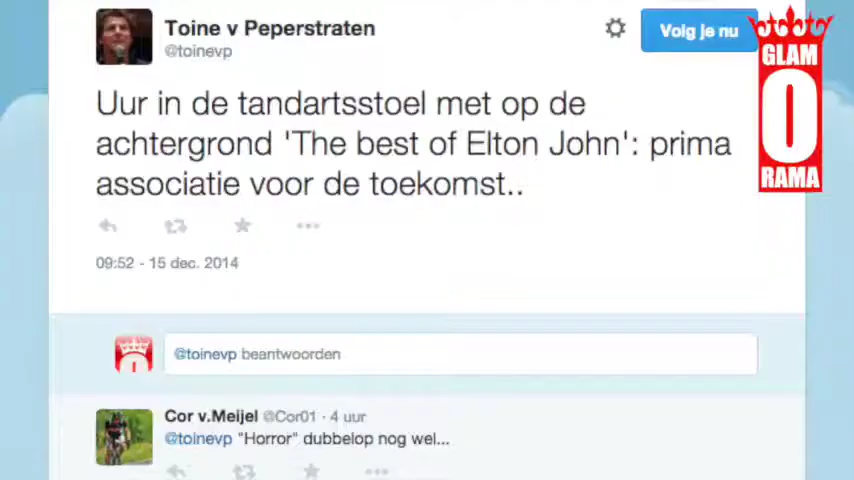 Toine v Peperstraten
@toinevp
Volg je nu
GLAM
O
RAMA
Uur in de tandartsstoel met op de
achtergrond 'The best of Elton John': prima
associatie voor de toekomst..
09:52 - 15 dec. 2014
@toinevp beantwoorden
Cor v.Meijel @Cor01 · 4 uur
@toinevp "Horror" dubbelop nog wel...